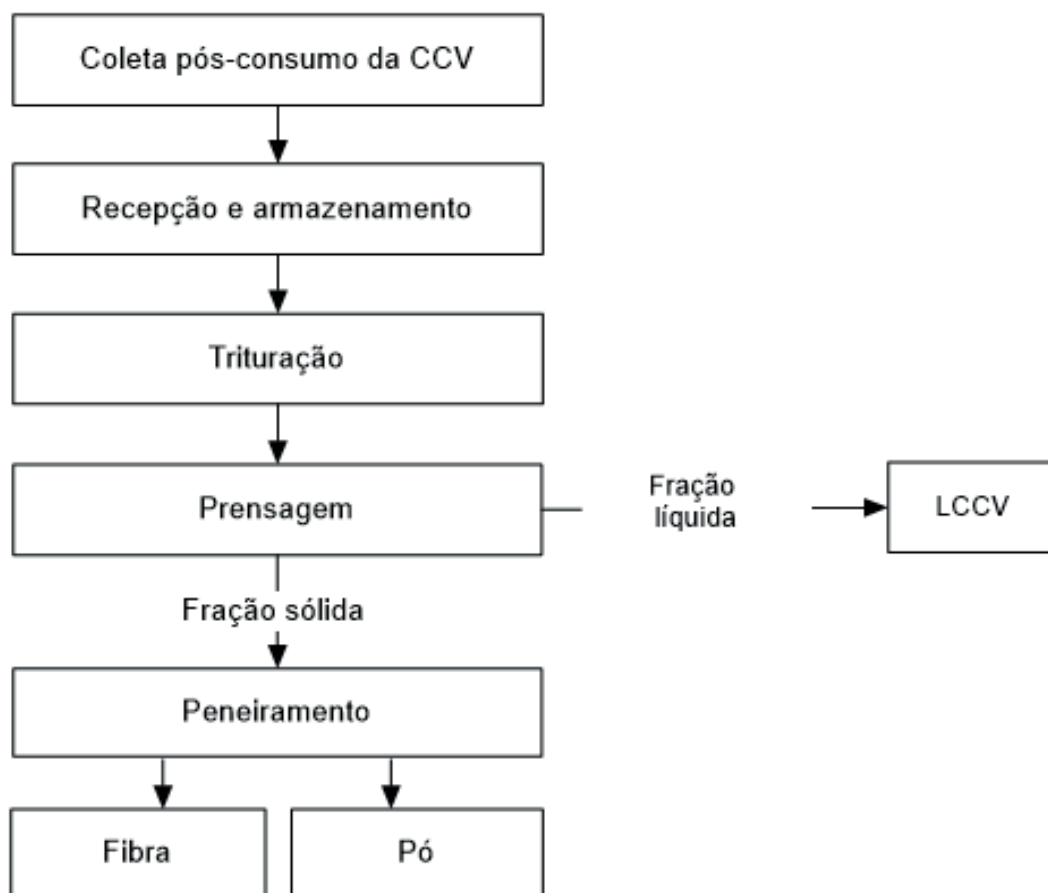 Coleta pós-consumo da CCV
Recepção e armazenamento
Trituração
Prensagem
Fração
líquida
LCCV
Fração sólida
Peneiramento
Fibra
Pó